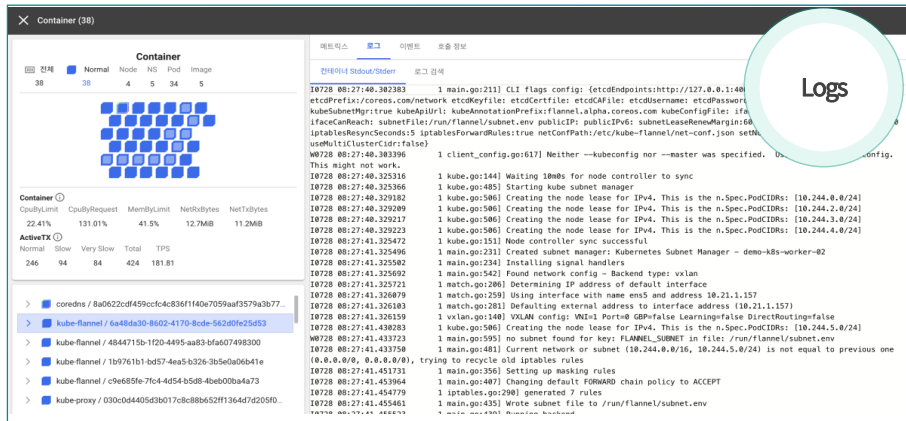 Container (38)
Container
전체 Normal Node NS Pod Image
38 38 4 5 34 5
Container
CpuByLimit CpuByRequest MemByLimit NetRxBytes NetTxBytes
22.41% 131.01% 41.5% 12.7MiB 11.2MiB
ActiveTX
Normal Slow Very Slow Total TPS
246 94 84 424 181.81
coredns / 8a0622cdf459ccfc4c836f1f40e7059aaf3579a3b77...
kube-flannel / 6a48da30-8602-4170-8cde-562d0fe25d53
kube-flannel / 4844715b-1f20-4495-aa83-bfa607498300
kube-flannel / 1b9761b1-bd57-4ea5-b326-3b5e0a06b41e
kube-flannel / c9e685fe-7fc4-4d54-b5d8-4beb00ba4a73
kube-proxy / 030c0d4405d3b017c8c88b652ff1364d7d205f0...
메트릭스 로그 이벤트 호출 정보
컨테이너 Stdout/Stderr 로그 검색
Logs
I0728 08:27:40.302383 1 main.go:211] CLI flags config: {etcdEndpoints:http://127.0.0.1:400
etcdPrefix:/coreos.com/network etcdKeyfile: etcdCertfile: etcdCAFile: etcdUsername: etcdPassword
kubeSubnetMgr:true kubeApiUrl: kubeAnnotationPrefix:flannel.alpha.coreos.com kubeConfigFile:
ifaceCanReach: subnetFile:/run/flannel/subnet.env publicIP: publicIPv6: subnetLeaseRenewMargin:60
iptablesResyncSeconds:5 iptablesForwardRules:true netConfPath:/etc/kube-flannel/net-conf.json
useMultiClusterCidr:false}
W0728 08:27:40.303396 1 client_config.go:617] Neither --kubeconfig nor --master was specified. config.
This might not work.
I0728 08:27:40.325316 1 kube.go:144] Waiting 10m0s for node controller to sync
I0728 08:27:40.325366 1 kube.go:485] Starting kube subnet manager
I0728 08:27:40.329182 1 kube.go:506] Creating the node lease for IPv4. This is the n.Spec.PodCIDRs: [10.244.0.0/24]
I0728 08:27:40.329209 1 kube.go:506] Creating the node lease for IPv4. This is the n.Spec.PodCIDRs: [10.244.2.0/24]
I0728 08:27:40.329217 1 kube.go:506] Creating the node lease for IPv4. This is the n.Spec.PodCIDRs: [10.244.3.0/24]
I0728 08:27:40.329223 1 kube.go:506] Creating the node lease for IPv4. This is the n.Spec.PodCIDRs: [10.244.4.0/24]
I0728 08:27:41.325472 1 kube.go:151] Node controller sync successful
I0728 08:27:41.325496 1 main.go:231] Created subnet manager: Kubernetes Subnet Manager - demo-k8s-worker-02
I0728 08:27:41.325502 1 main.go:234] Installing signal handlers
I0728 08:27:41.325692 1 main.go:542] Found network config - Backend type: vxlan
I0728 08:27:41.325721 1 match.go:206] Determining IP address of default interface
I0728 08:27:41.326079 1 match.go:259] Using interface with name ens5 and address 10.21.1.157
I0728 08:27:41.326103 1 match.go:281] Defaulting external address to interface address (10.21.1.157)
I0728 08:27:41.326159 1 vxlan.go:140] VXLAN config: VNI=1 Port=0 GBP=false Learning=false DirectRouting=false
I0728 08:27:41.430283 1 kube.go:506] Creating the node lease for IPv4. This is the n.Spec.PodCIDRs: [10.244.5.0/24]
W0728 08:27:41.433723 1 main.go:595] no subnet found for key: FLANNEL_SUBNET in file: /run/flannel/subnet.env
I0728 08:27:41.433750 1 main.go:481] Current network or subnet (10.244.0.0/16, 10.244.5.0/24) is not equal to previous one
(0.0.0.0/0, 0.0.0.0/0), trying to recycle old iptables rules
I0728 08:27:41.451731 1 main.go:356] Setting up masking rules
I0728 08:27:41.453964 1 main.go:407] Changing default FORWARD chain policy to ACCEPT
I0728 08:27:41.454779 1 iptables.go:290] generated 7 rules
I0728 08:27:41.455461 1 main.go:435] Wrote subnet file to /run/flannel/subnet.env
I0728 08:27:41.455523 1 main.go:439] Running backend